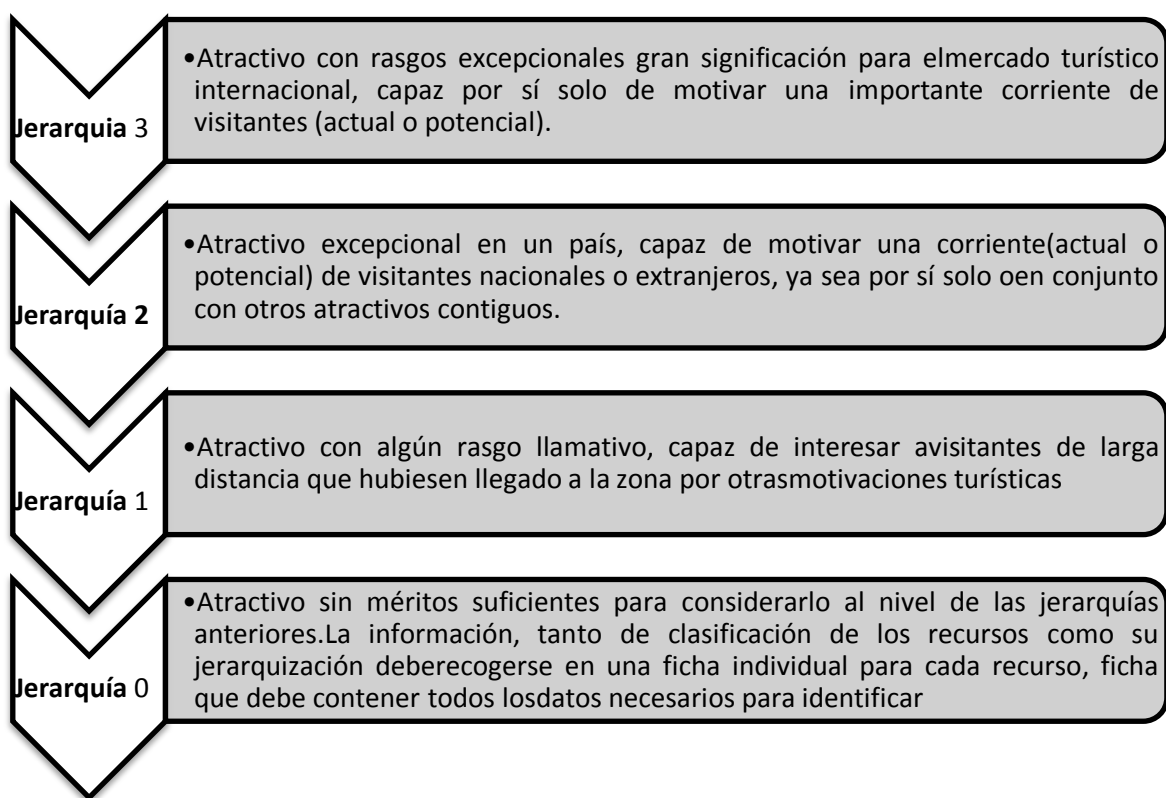 Jerarquia 3
•Atractivo con rasgos excepcionales gran significación para elmercado turístico
internacional, capaz por sí solo de motivar una importante corriente de
visitantes (actual o potencial).
Jerarquía 2
•Atractivo excepcional en un país, capaz de motivar una corriente(actual o
potencial) de visitantes nacionales o extranjeros, ya sea por sí solo oen conjunto
con otros atractivos contiguos.
Jerarquía 1
•Atractivo con algún rasgo llamativo, capaz de interesar avisitantes de larga
distancia que hubiesen llegado a la zona por otrasmotivaciones turísticas
Jerarquía 0
•Atractivo sin méritos suficientes para considerarlo al nivel de las jerarquías
anteriores.La información, tanto de clasificación de los recursos como su
jerarquización deberecogerse en una ficha individual para cada recurso, ficha
que debe contener todos losdatos necesarios para identificar